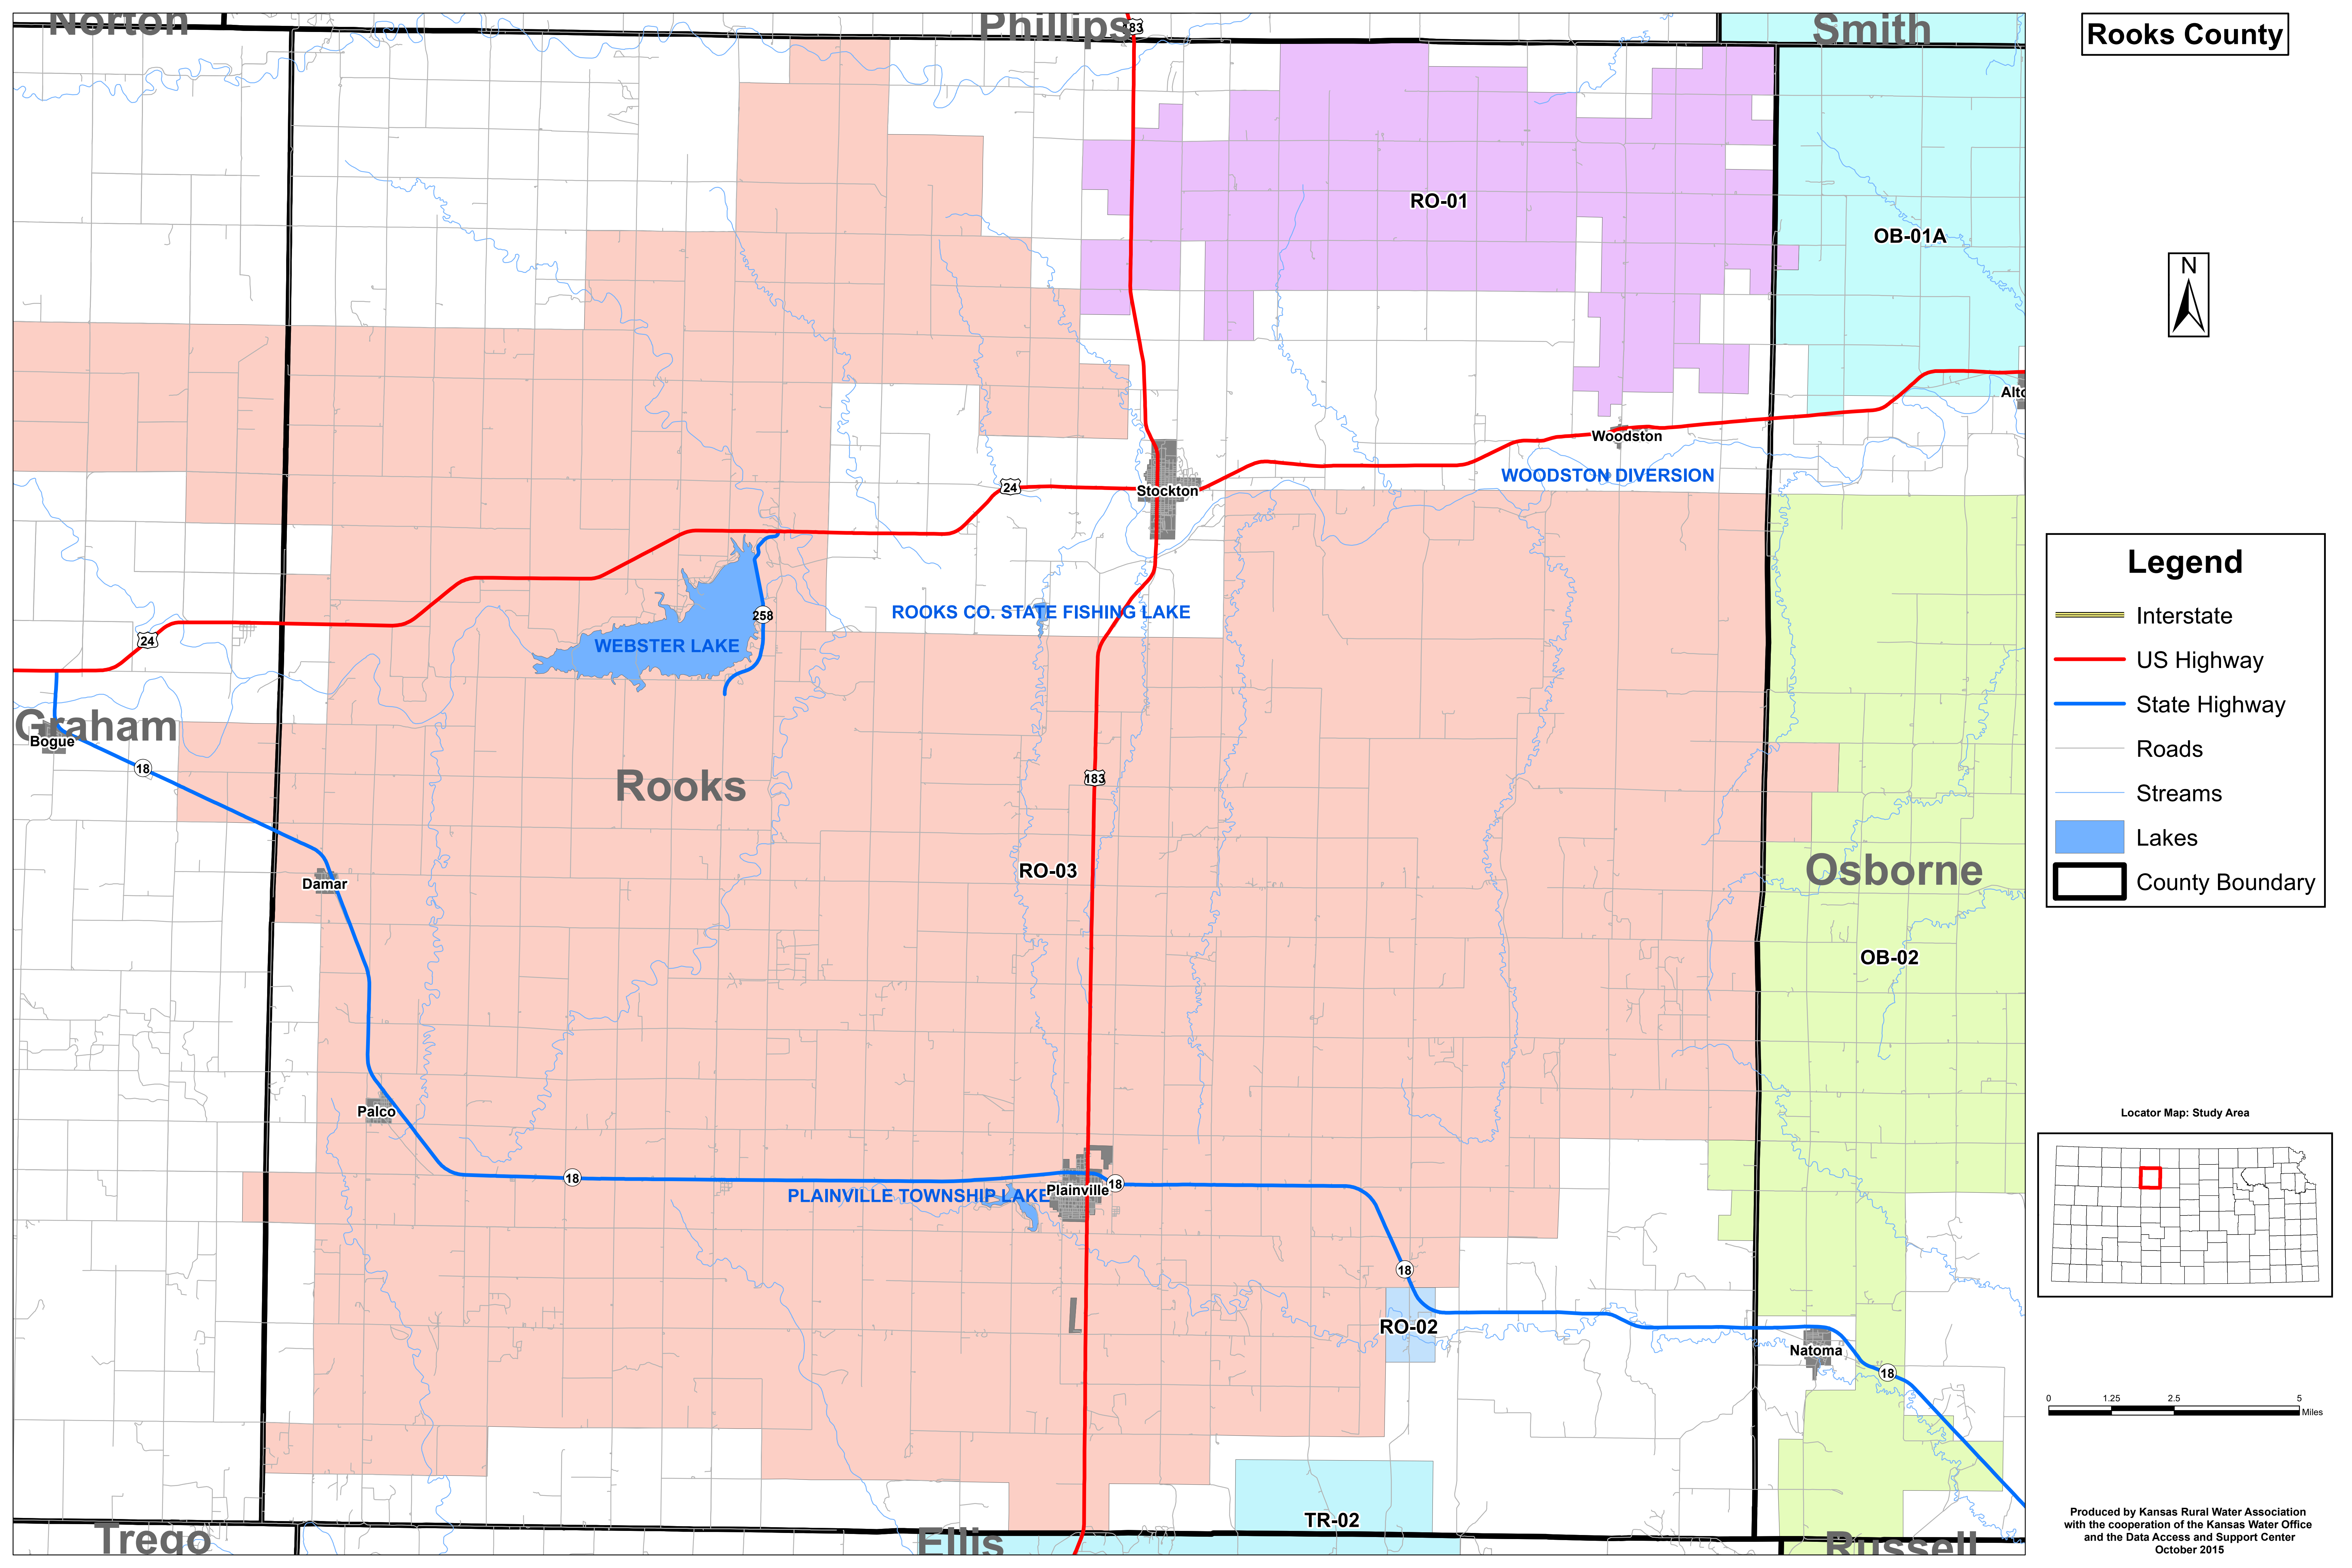 Norton
Phillips
Smith
Rooks County
183
RO-01
OB-01A
N
Alto
Woodston
WOODSTON DIVERSION
24
Stockton
Legend
Interstate
US Highway
State Highway
Roads
Streams
Lakes
County Boundary
ROOKS CO. STATE FISHING LAKE
258
WEBSTER LAKE
24
Graham
Bogue
18
Rooks
183
RO-03
Osborne
Damar
OB-02
Palco
Locator Map: Study Area
18
PLAINVILLE TOWNSHIP LAKE
Plainville
18
18
RO-02
Natoma
18
0 1.25 2.5 5
Miles
TR-02
Trego
Ellis
Russell
Produced by Kansas Rural Water Association
with the cooperation of the Kansas Water Office
and the Data Access and Support Center
October 2015